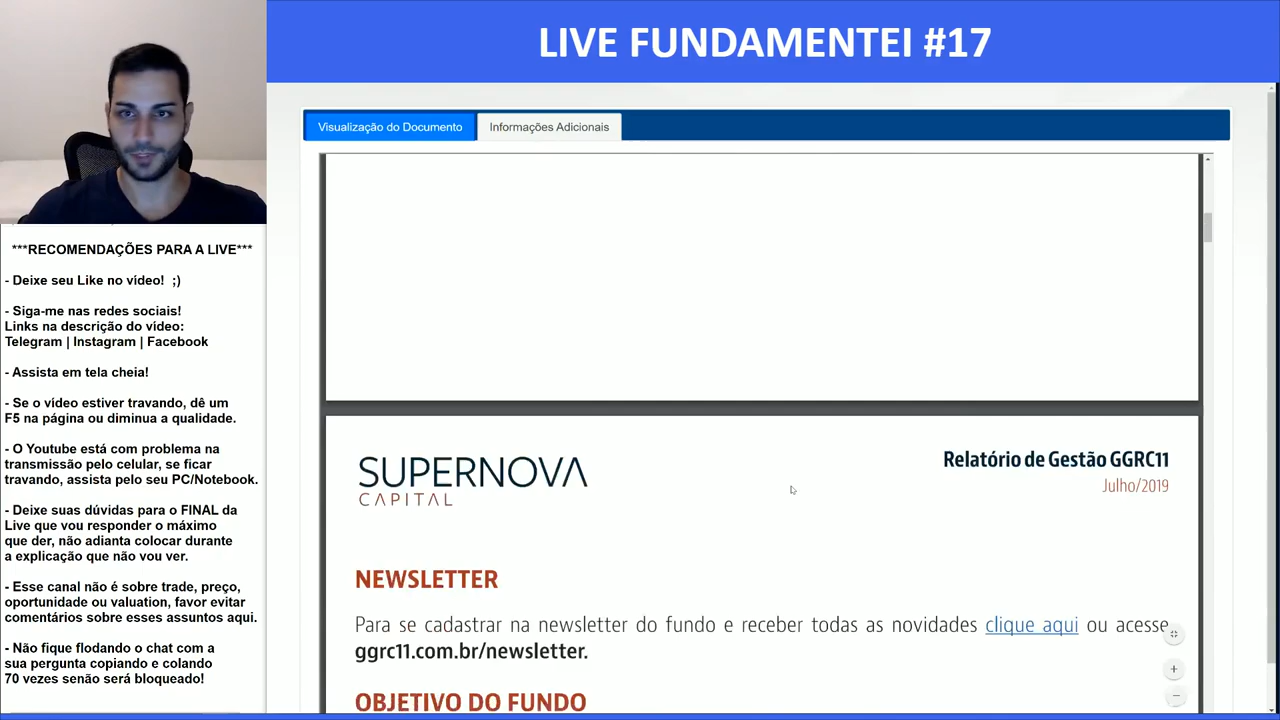 LIVE FUNDAMENTEI #17
Visualização do Documento
Informações Adicionais
***RECOMENDAÇÕES PARA A LIVE***
- Deixe seu Like no vídeo!  ;)
- Siga-me nas redes sociais!
Links na descrição do vídeo:
Telegram | Instagram | Facebook
- Assista em tela cheia!
- Se o vídeo estiver travando, dê um
F5 na página ou diminua a qualidade.
- O Youtube está com problema na
transmissão pelo celular, se ficar
travando, assista pelo seu PC/Notebook.
- Deixe suas dúvidas para o FINAL da
Live que vou responder o máximo
que der, não adianta colocar durante
a explicação que não vou ver.
- Esse canal não é sobre trade, preço,
oportunidade ou valuation, favor evitar
comentários sobre esses assuntos aqui.
- Não fique flodando o chat com a
sua pergunta copiando e colando
70 vezes senão será bloqueado!
SUPERNOVA
CAPITAL
Relatório de Gestão GGRC11
Julho/2019
NEWSLETTER
Para se cadastrar na newsletter do fundo e receber todas as novidades clique aqui ou acesse
ggrc11.com.br/newsletter.
OBJETIVO DO FUNDO